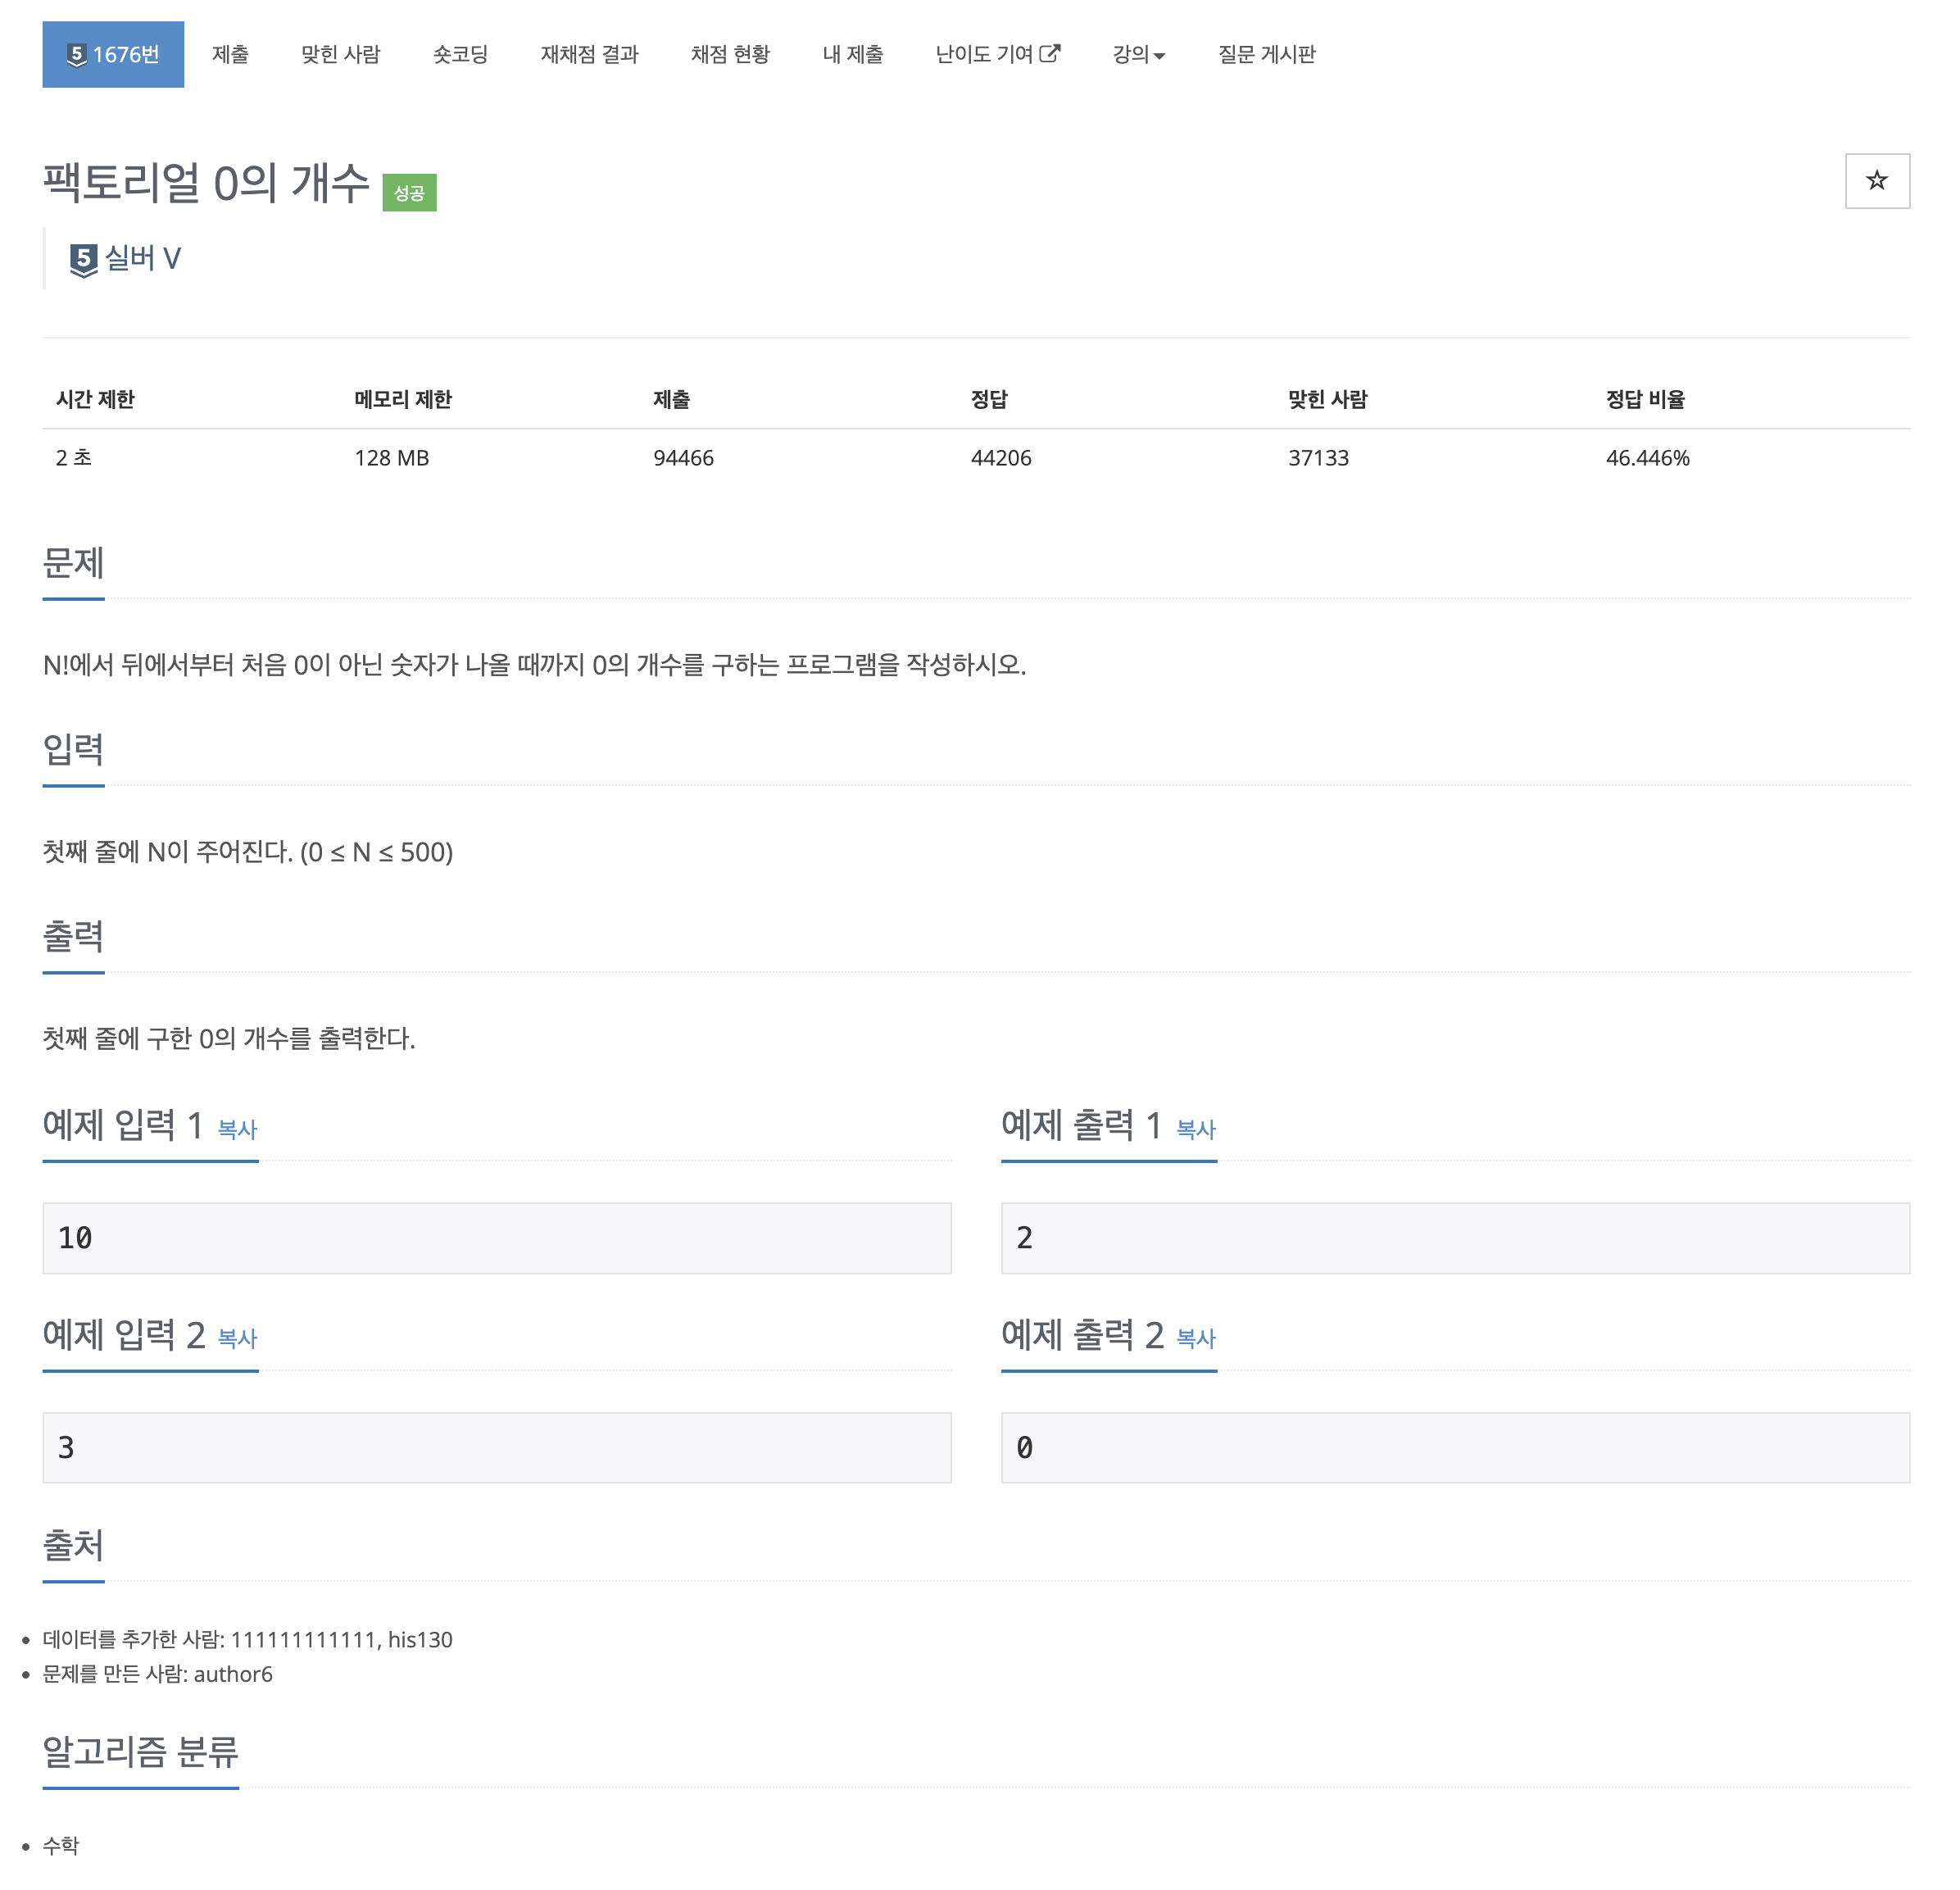 5 1676번 제출 맞힌 사람 숏코딩 재채점 결과 채점 현황 내 제출 난이도 기여 강의 질문 게시판
팩토리얼 0의 개수 성공
5 실버 V
시간 제한 메모리 제한 제출 정답 맞힌 사람 정답 비율
2 초 128 MB 94466 44206 37133 46.446%
문제
N!에서 뒤에서부터 처음 0이 아닌 숫자가 나올 때까지 0의 개수를 구하는 프로그램을 작성하시오.
입력
첫째 줄에 N이 주어진다. (0 ≤ N ≤ 500)
출력
첫째 줄에 구한 0의 개수를 출력한다.
예제 입력 1 복사 예제 출력 1 복사
10 2
예제 입력 2 복사 예제 출력 2 복사
3 0
출처
데이터를 추가한 사람: 111111111111, his130
문제를 만든 사람: author6
알고리즘 분류
수학